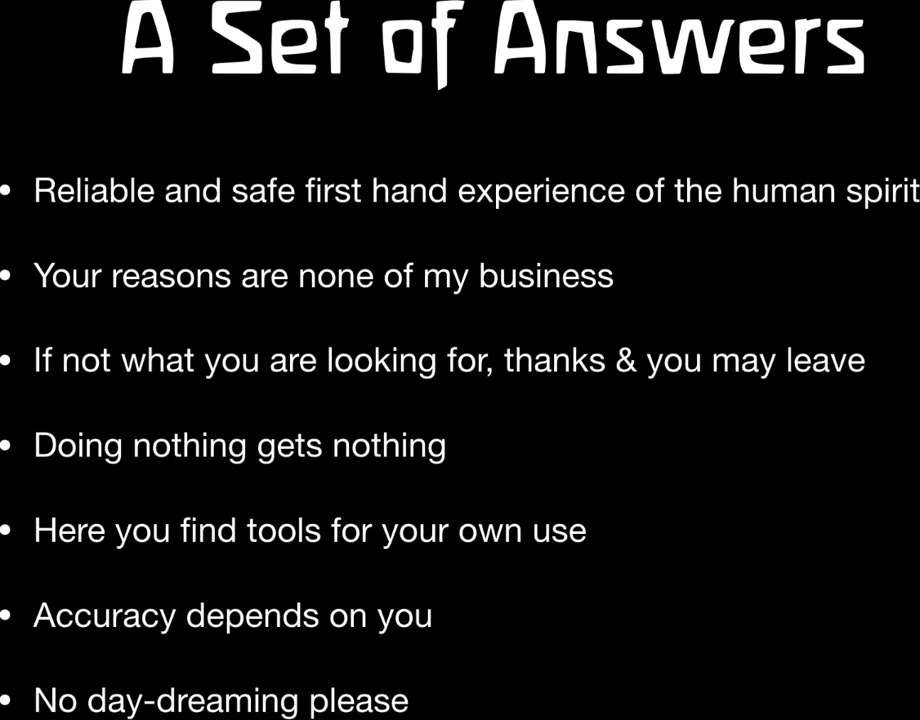 A Set of Answers
• Reliable and safe first hand experience of the human spirit
• Your reasons are none of my business
• If not what you are looking for, thanks & you may leave
• Doing nothing gets nothing
• Here you find tools for your own use
• Accuracy depends on you
• No day-dreaming please